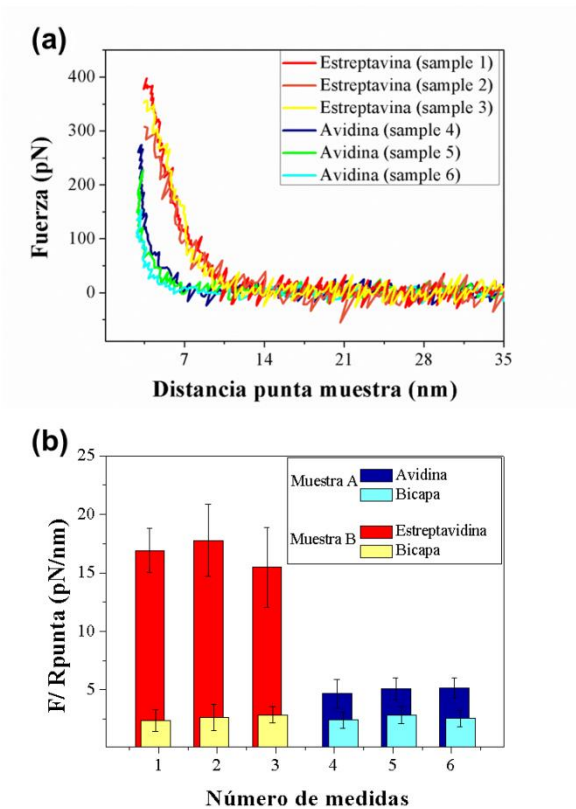 (a)
400
300
200
100
0
Fuerza (pN)
Estreptavina (sample 1)
Estreptavina (sample 2)
Estreptavina (sample 3)
Avidina (sample 4)
Avidina (sample 5)
Avidina (sample 6)
7 14 21 28 35
Distancia punta muestra (nm)
(b)
25
20
15
10
5
F/ Rpunta (pN/nm)
Muestra A
Avidina
Bicapa
Muestra B
Estreptavidina
Bicapa
1 2 3 4 5 6
Número de medidas